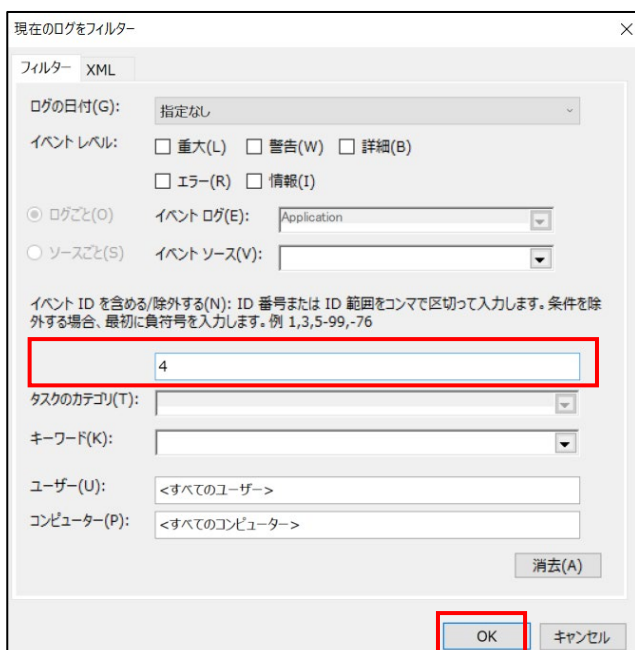 現在のログをフィルター
フィルター XML
ログの日付(G): 指定なし
イベント レベル: 重大(L) 警告(W) 詳細(B)
エラー(R) 情報(I)
ログごと(O) イベント ログ(E): Application
ソースごと(S) イベント ソース(V):
イベント ID を含める/除外する(N): ID 番号または ID 範囲をコンマで区切って入力します。条件を除
外する場合、最初に負符号を入力します。例 1,3,5-99,-76
4
タスクのカテゴリ(T):
キーワード(K):
ユーザー(U): <すべてのユーザー>
コンピューター(P): <すべてのコンピューター>
消去(A)
OK キャンセル